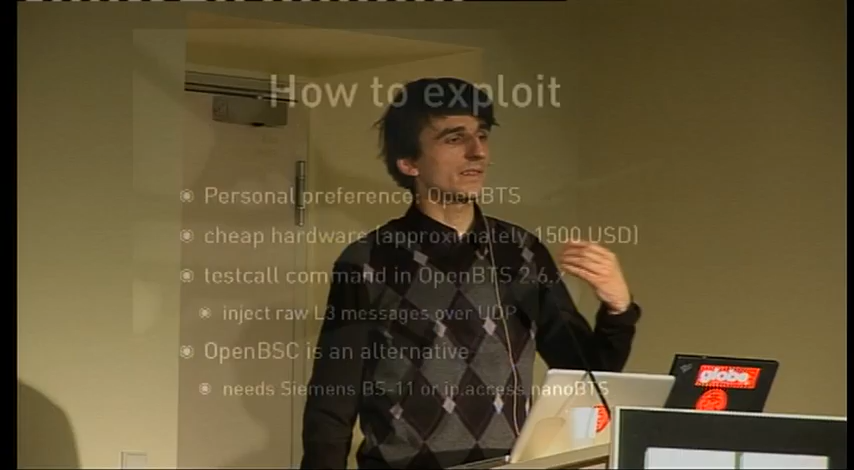 How to exploit
Personal preference: OpenBTS
cheap hardware (approximately 1500 USD)
testcall command in OpenBTS 2.6.x
inject raw L3 messages over UDP
OpenBSC is an alternative
needs Siemens BS-11 or ip.access nanoBTS
globe